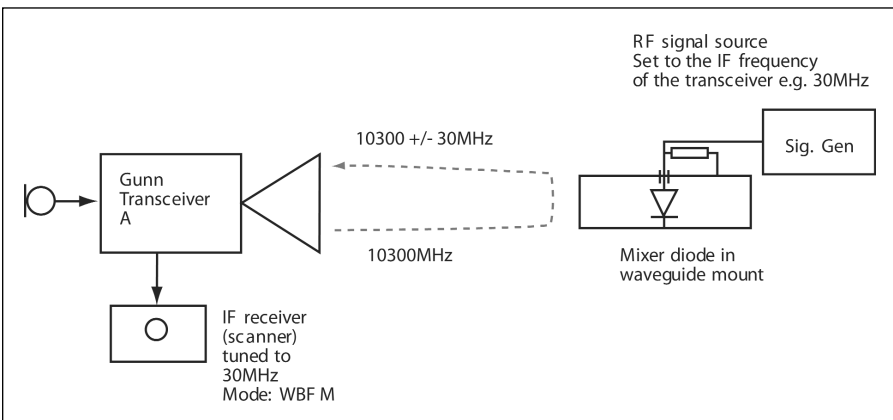 RF signal source
Set to the IF frequency
of the transceiver e.g. 30MHz
Sig. Gen
10300 +/- 30MHz
Gunn
Transceiver
A
10300MHz
Mixer diode in
waveguide mount
IF receiver
(scanner)
tuned to
30MHz
Mode: WBF M